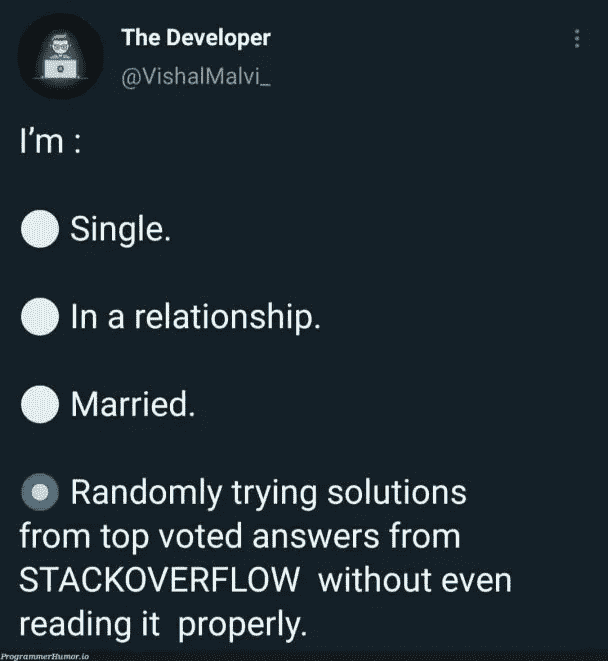 The Developer
@VishalMalvi_
I'm :
Single.
In a relationship.
Married.
Randomly trying solutions
from top voted answers from
STACKOVERFLOW  without even
reading it  properly.
ProgrammerHumor.io